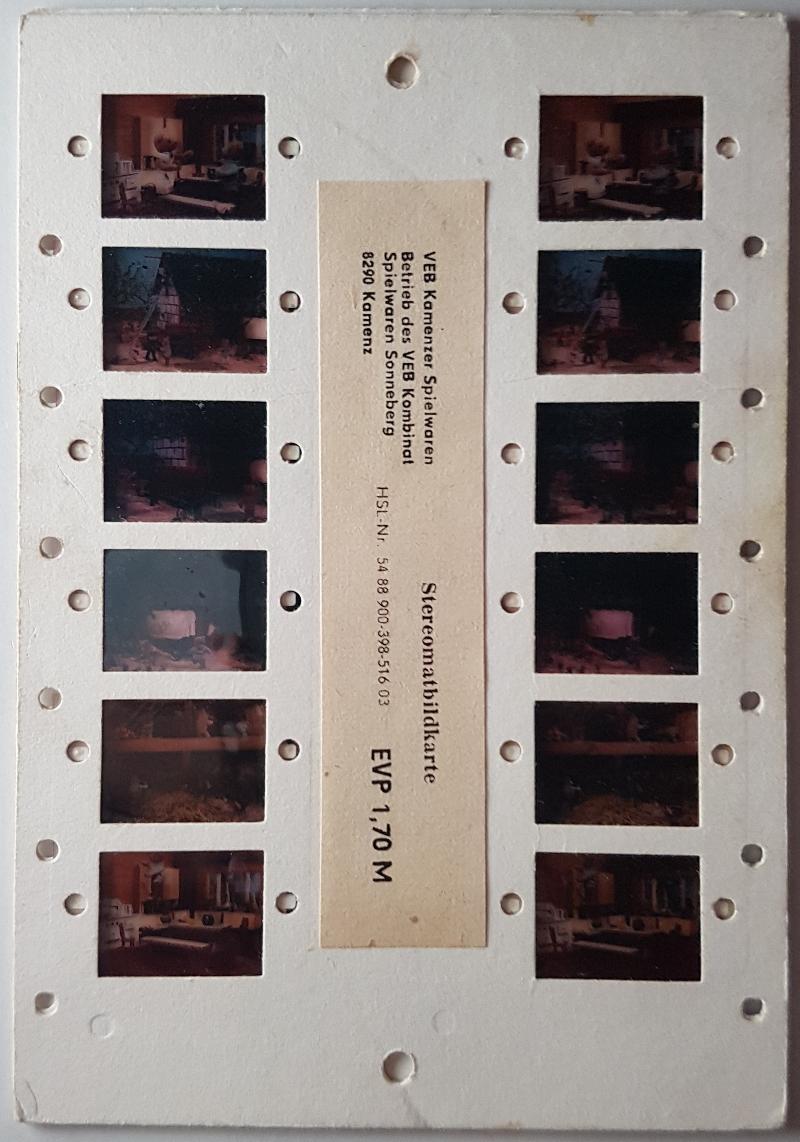 VEB Kamenzer Spielwaren
Betrieb des VEB Kombinat
Spielwaren Sonneberg
8290 Kamenz
Stereomatbildkarte
HSL-Nr. 54 88 900-398-516 03
EVP 1,70 M